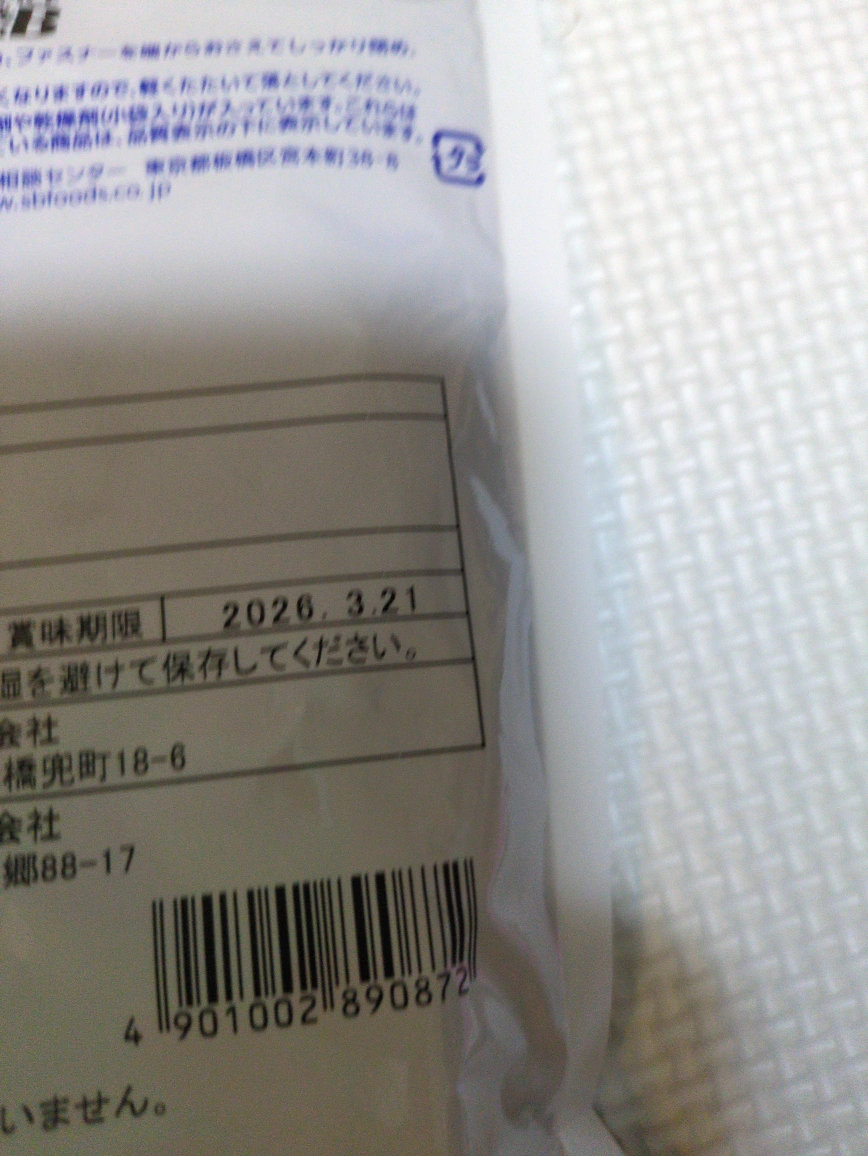 ファスナーを端からおさえてしっかり閉め、
くなりますので、軽くたたいて落としてください。
剤や乾燥剤(小袋入り)が入っています。これらは
ている商品は、品質表示の下に表示しています。
相談センター 東京都板橋区宮本町38-8
w.sbfoods.co.jp
プラ
賞味期限 2026. 3.21
湿を避けて保存してください。
会社
橋兜町18-6
会社
郷88-17
4 901002 890872
いません。